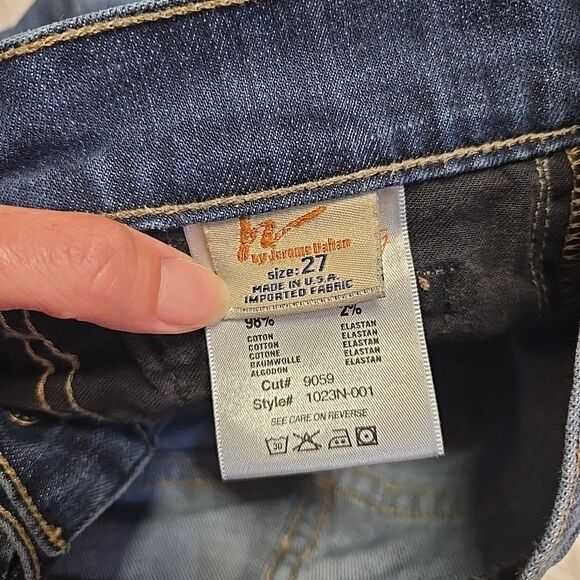 by Jerome Dahan
size: 27
MADE IN U.S.A.
IMPORTED FABRIC
98% 2%
COTON ELASTAN
COTTON ELASTAN
COTONE ELASTAN
BAUMWOLLE ELASTAN
ALGODON ELASTAN
Cut# 9059
Style# 1023N-001
SEE CARE ON REVERSE
30